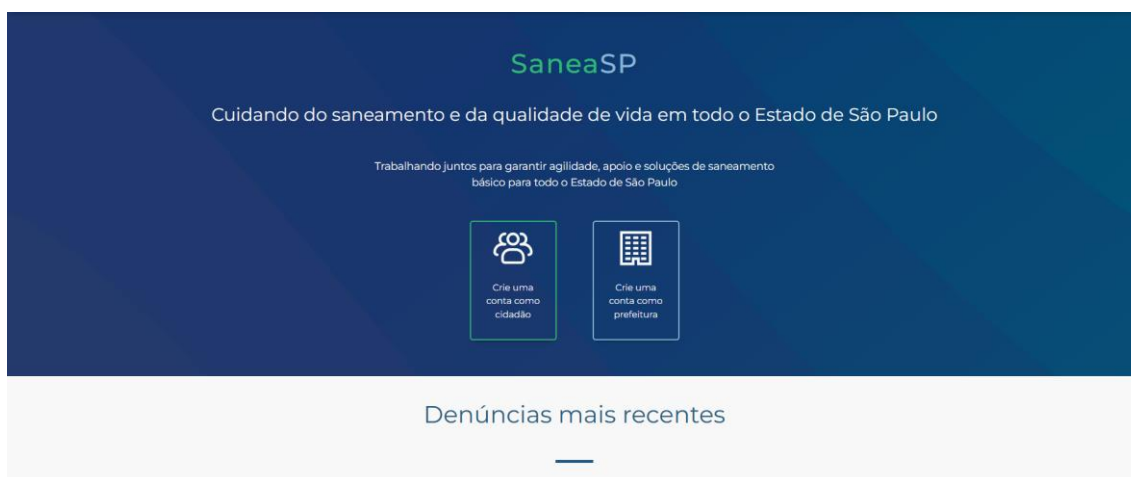 SaneaSP
Cuidando do saneamento e da qualidade de vida em todo o Estado de São Paulo
Trabalhando juntos para garantir agilidade, apoio e soluções de saneamento
básico para todo o Estado de São Paulo
Crie uma
conta como
cidadão
Crie uma
conta como
prefeitura
Denúncias mais recentes